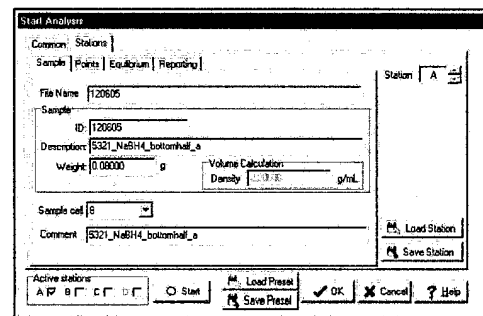 Start Analysis
Common Stations
Sample Points Equilibrium Reporting
Station A
File Name 120605
Sample
ID: 120605
Description: 5321_NaBH4_bottomhalf_a
Weight: 0.08000 g
Volume Calculation
Density g/mL
Sample cell 8
Comment 5321_NaBH4_bottomhalf_a
Load Station
Save Station
Active stations
A B C D
Start
Load Preset
Save Preset
OK Cancel ? Help